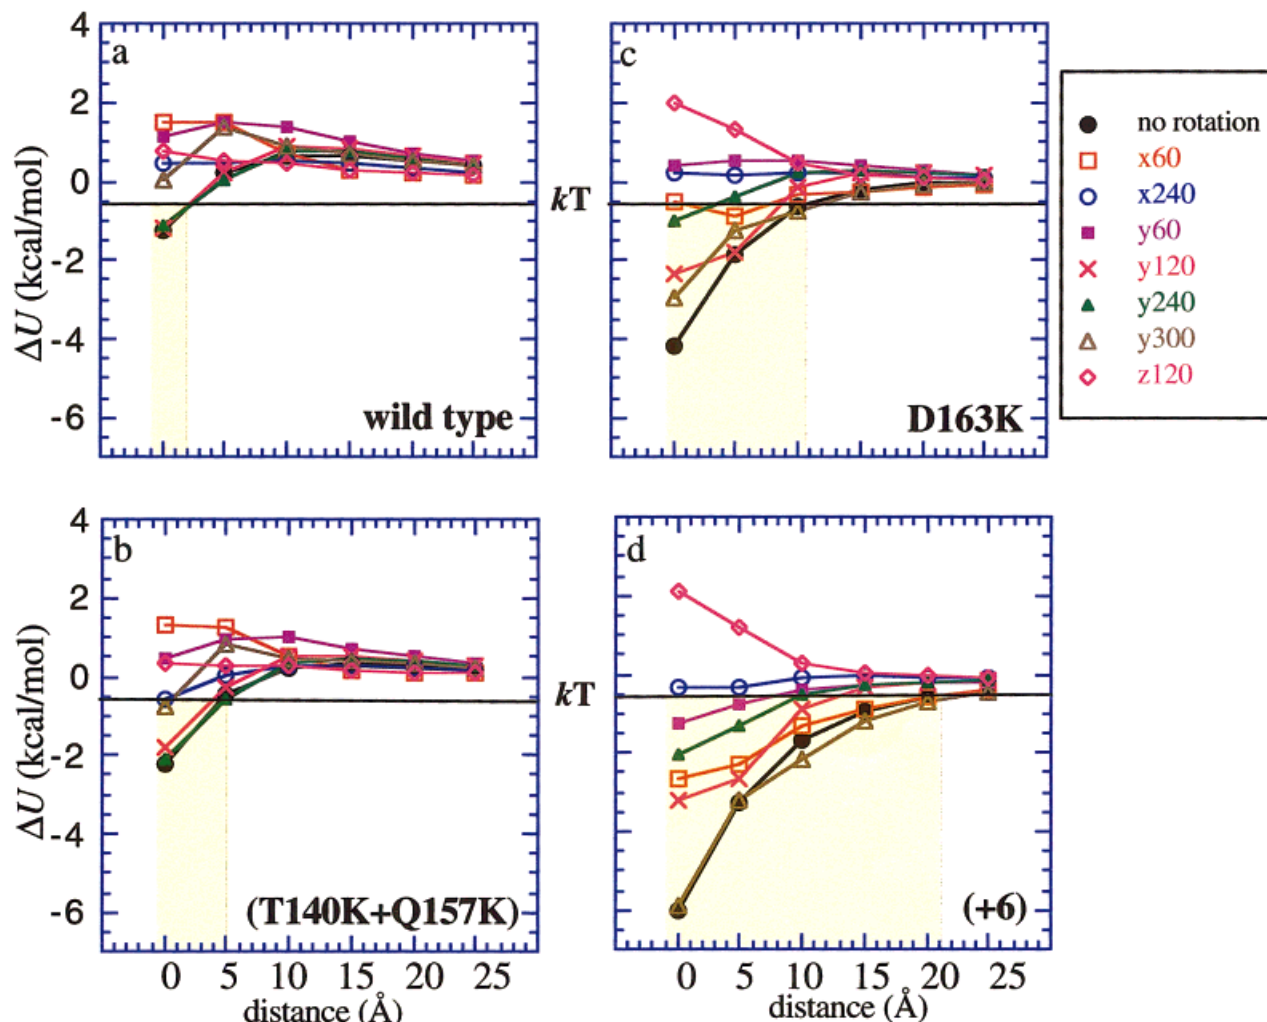 a
4
2
0
-2
-4
-6
ΔU (kcal/mol)
wild type
kT
c
D163K
no rotation
x60
x240
y60
y120
y240
y300
z120
b
4
2
0
-2
-4
-6
ΔU (kcal/mol)
(T140K+Q157K)
0 5 10 15 20 25
distance (Å)
kT
d
(+6)
0 5 10 15 20 25
distance (Å)